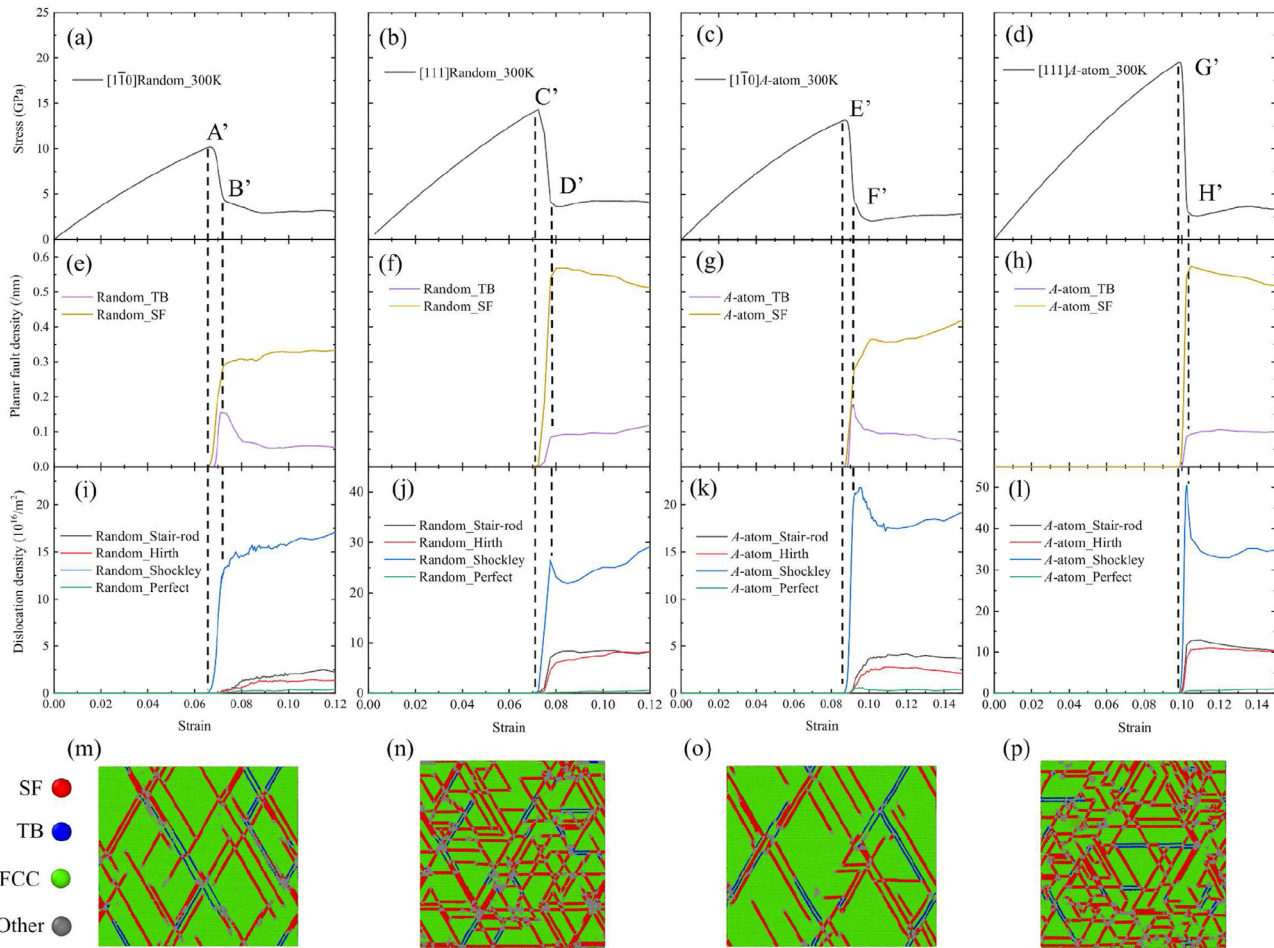 (a)
[11̄0]Random_300K
A’
B’
25
20
15
10
5
0
Stress (GPa)
(b)
[111]Random_300K
C’
D’
(c)
[11̄0]A-atom_300K
E’
F’
(d)
[111]A-atom_300K
G’
H’
(e)
Random_TB
Random_SF
0.6
0.5
0.4
0.3
0.2
0.1
0.0
Planar fault density (/nm)
(f)
Random_TB
Random_SF
(g)
A-atom_TB
A-atom_SF
(h)
A-atom_TB
A-atom_SF
(i)
Random_Stair-rod
Random_Hirth
Random_Shockley
Random_Perfect
20
15
10
5
0
Dislocation density (10¹⁶/m²)
0.00 0.02 0.04 0.06 0.08 0.10 0.12
Strain
(j)
Random_Stair-rod
Random_Hirth
Random_Shockley
Random_Perfect
40
30
20
10
0
0.00 0.02 0.04 0.06 0.08 0.10 0.12
Strain
(k)
A-atom_Stair-rod
A-atom_Hirth
A-atom_Shockley
A-atom_Perfect
20
15
10
5
0
0.00 0.02 0.04 0.06 0.08 0.10 0.12 0.14
Strain
(l)
A-atom_Stair-rod
A-atom_Hirth
A-atom_Shockley
A-atom_Perfect
50
40
30
20
10
0
0.00 0.02 0.04 0.06 0.08 0.10 0.12 0.14
Strain
(m)
(n)
(o)
(p)
SF
TB
FCC
Other